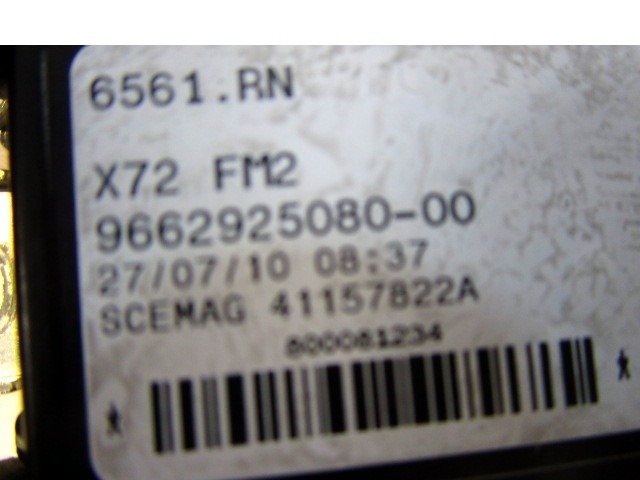 6561.RN
X72 FM2
9662925080-00
27/07/10 08:37
SCEMAG 41157822A
800081234